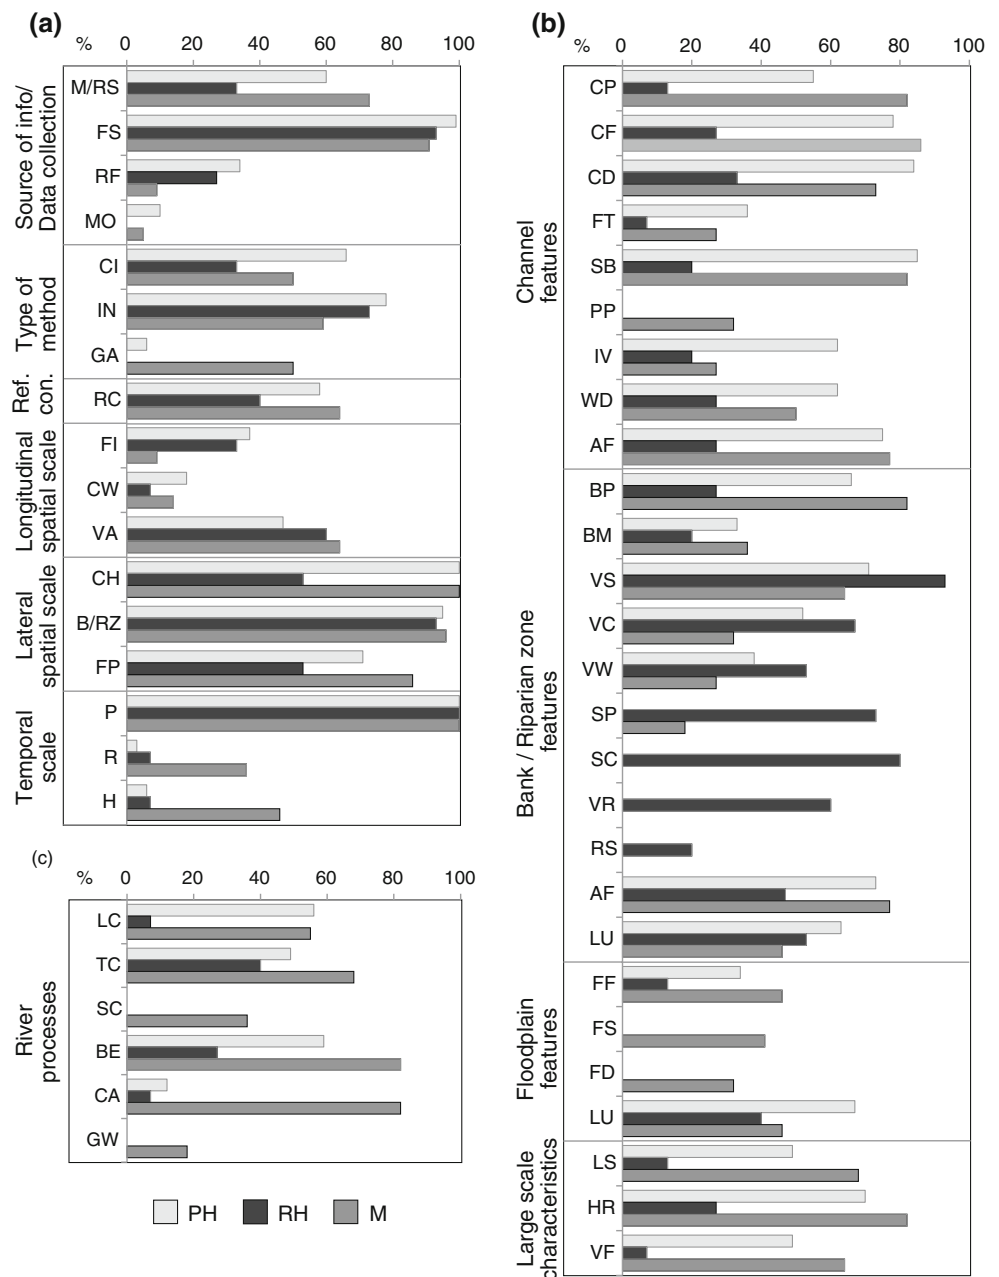 (a)
% 0 20 40 60 80 100
Source of info/
Data collection
M/RS
FS
RF
MO
Type of
method
CI
IN
GA
Ref.
con.
RC
Longitudinal
spatial scale
FI
CW
VA
Lateral
spatial scale
CH
B/RZ
FP
Temporal
scale
P
R
H
(b)
% 0 20 40 60 80 100
Channel
features
CP
CF
CD
FT
SB
PP
IV
WD
AF
Bank / Riparian zone
features
BP
BM
VS
VC
VW
SP
SC
VR
RS
AF
LU
Floodplain
features
FF
FS
FD
LU
Large scale
characteristics
LS
HR
VF
(c)
% 0 20 40 60 80 100
River
processes
LC
TC
SC
BE
CA
GW
PH RH M